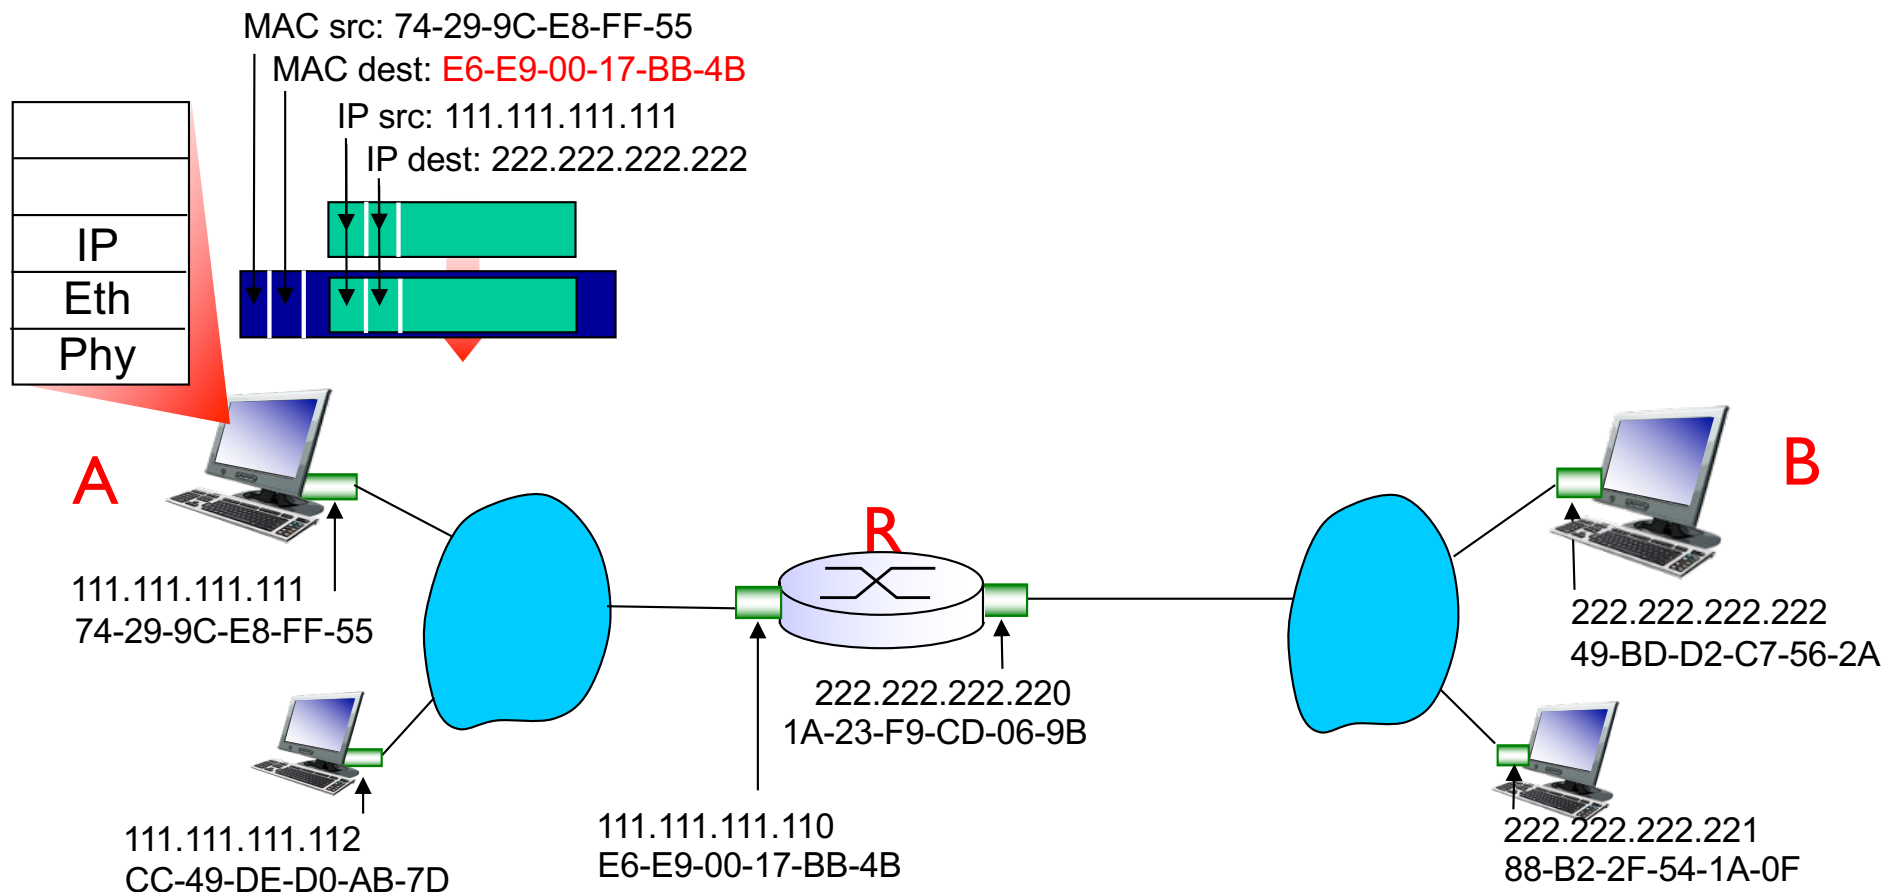 MAC src: 74-29-9C-E8-FF-55
MAC dest: E6-E9-00-17-BB-4B
IP src: 111.111.111.111
IP dest: 222.222.222.222
IP
Eth
Phy
A
R
B
111.111.111.111
74-29-9C-E8-FF-55
222.222.222.222
49-BD-D2-C7-56-2A
222.222.222.220
1A-23-F9-CD-06-9B
111.111.111.112
CC-49-DE-D0-AB-7D
111.111.111.110
E6-E9-00-17-BB-4B
222.222.222.221
88-B2-2F-54-1A-0F